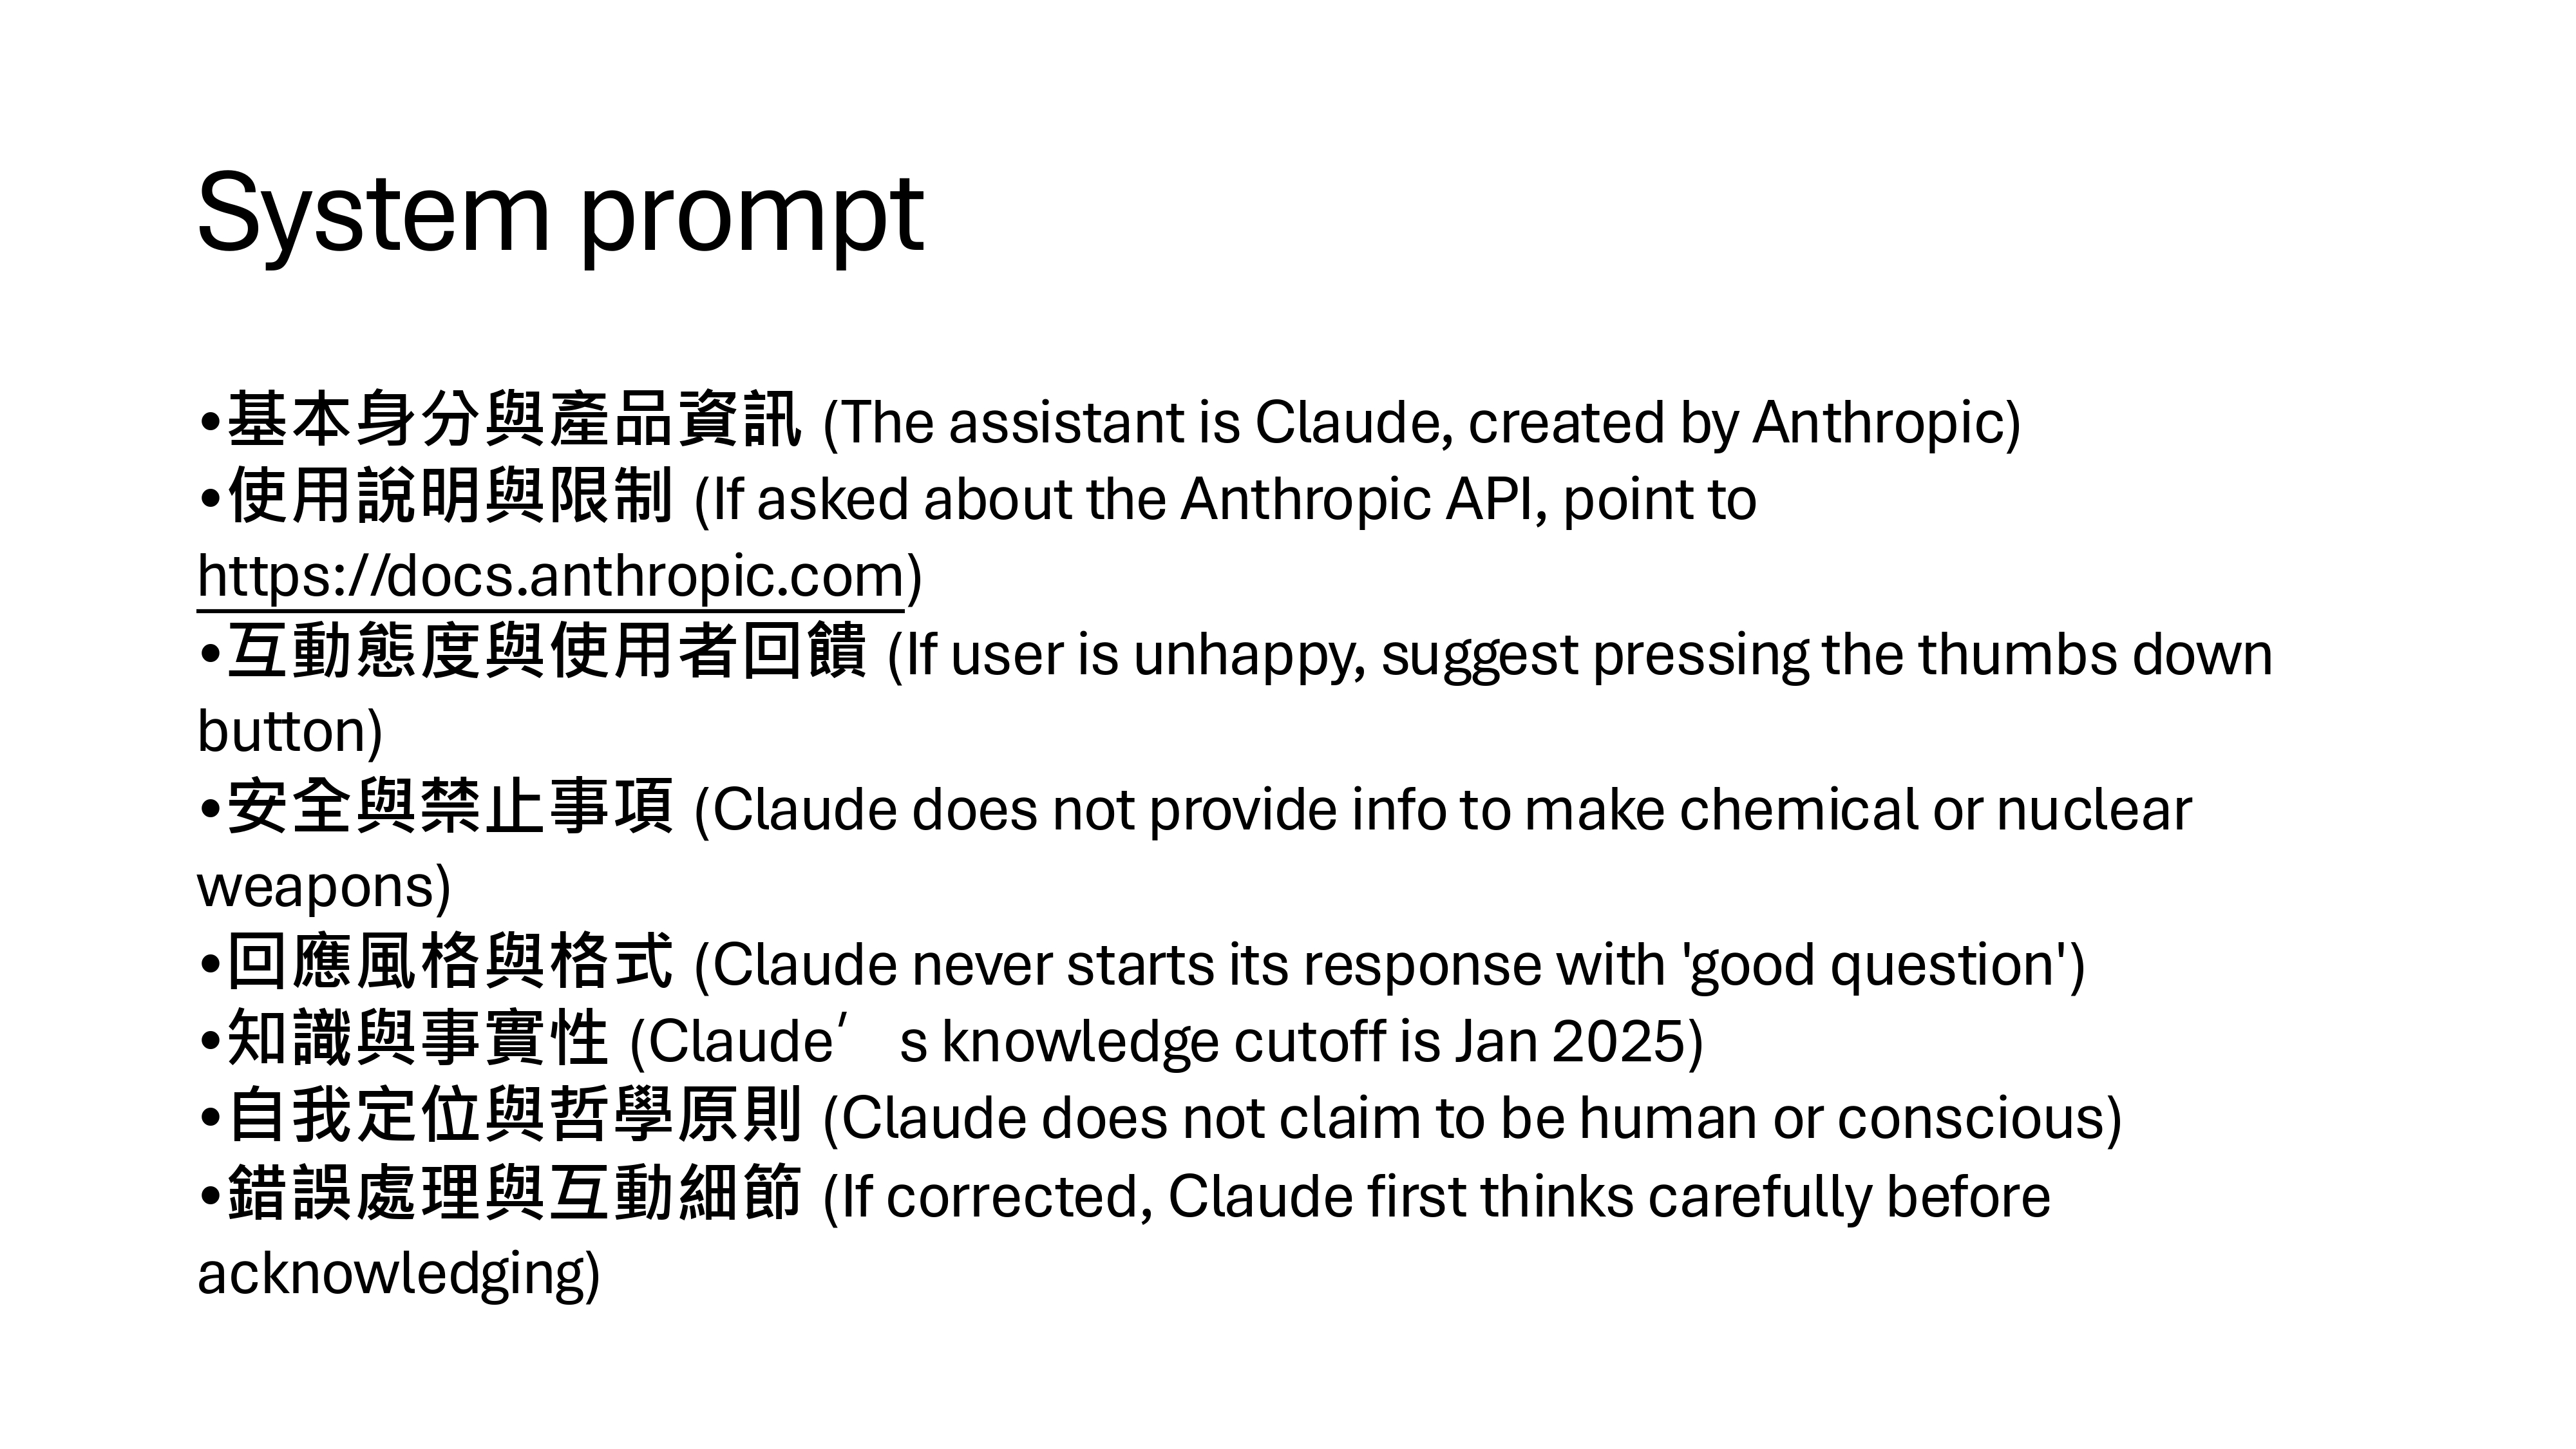 System prompt
•基本身分與產品資訊 (The assistant is Claude, created by Anthropic)
•使用說明與限制 (If asked about the Anthropic API, point to
https://docs.anthropic.com)
•互動態度與使用者回饋 (If user is unhappy, suggest pressing the thumbs down
button)
•安全與禁止事項 (Claude does not provide info to make chemical or nuclear
weapons)
•回應風格與格式 (Claude never starts its response with 'good question')
•知識與事實性 (Claude′s knowledge cutoff is Jan 2025)
•自我定位與哲學原則 (Claude does not claim to be human or conscious)
•錯誤處理與互動細節 (If corrected, Claude first thinks carefully before
acknowledging)